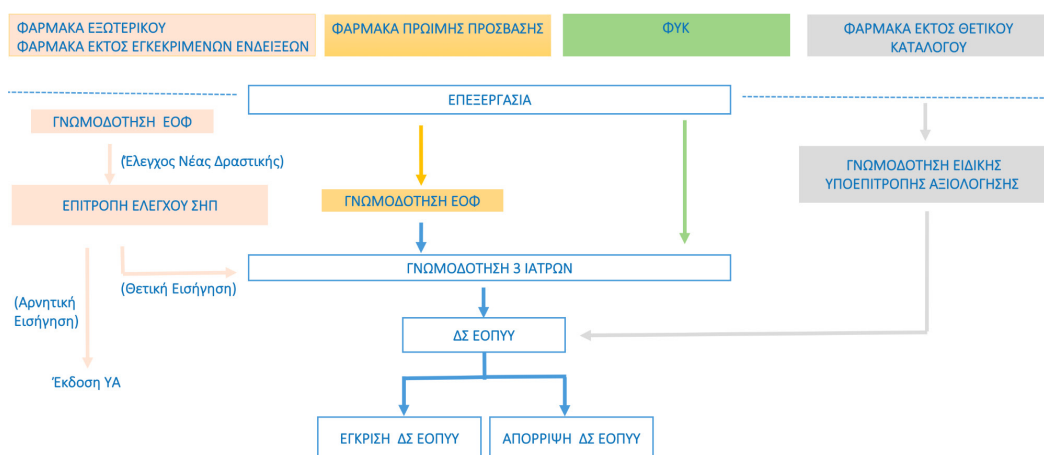 ΦΑΡΜΑΚΑ ΕΞΩΤΕΡΙΚΟΥ
ΦΑΡΜΑΚΑ ΕΚΤΟΣ ΕΓΚΕΚΡΙΜΕΝΩΝ ΕΝΔΕΙΞΕΩΝ
ΦΑΡΜΑΚΑ ΠΡΩΙΜΗΣ ΠΡΟΣΒΑΣΗΣ
ΦΥΚ
ΦΑΡΜΑΚΑ ΕΚΤΟΣ ΘΕΤΙΚΟΥ
ΚΑΤΑΛΟΓΟΥ
ΕΠΕΞΕΡΓΑΣΙΑ
ΓΝΩΜΟΔΟΤΗΣΗ ΕΟΦ
(Έλεγχος Νέας Δραστικής)
ΓΝΩΜΟΔΟΤΗΣΗ ΕΙΔΙΚΗΣ
ΥΠΟΕΠΙΤΡΟΠΗΣ ΑΞΙΟΛΟΓΗΣΗΣ
ΕΠΙΤΡΟΠΗ ΕΛΕΓΧΟΥ ΣΗΠ
ΓΝΩΜΟΔΟΤΗΣΗ ΕΟΦ
ΓΝΩΜΟΔΟΤΗΣΗ 3 ΙΑΤΡΩΝ
(Θετική Εισήγηση)
(Αρνητική
Εισήγηση)
ΔΣ ΕΟΠΥΥ
Έκδοση ΥΑ
ΕΓΚΡΙΣΗ ΔΣ ΕΟΠΥΥ
ΑΠΟΡΡΙΨΗ ΔΣ ΕΟΠΥΥ